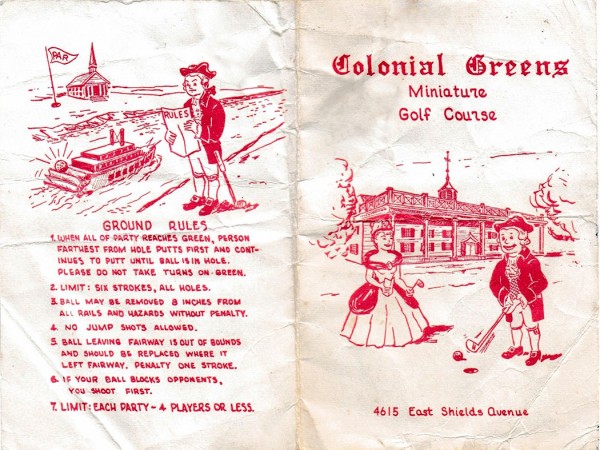 PAR
RULES
GROUND RULES
1. WHEN ALL OF PARTY REACHES GREEN, PERSON
FARTHEST FROM HOLE PUTTS FIRST AND CONT-
INUES TO PUTT UNTIL BALL IS IN HOLE.
PLEASE DO NOT TAKE TURNS ON GREEN.
2. LIMIT: SIX STROKES, ALL HOLES.
3. BALL MAY BE REMOVED 8 INCHES FROM
ALL RAILS AND HAZARDS WITHOUT PENALTY.
4. NO JUMP SHOTS ALLOWED.
5. BALL LEAVING FAIRWAY IS OUT OF BOUNDS
AND SHOULD BE REPLACED WHERE IT
LEFT FAIRWAY. PENALTY ONE STROKE.
6. IF YOUR BALL BLOCKS OPPONENTS,
YOU SHOOT FIRST.
7. LIMIT: EACH PARTY - 4 PLAYERS OR LESS.
Colonial Greens
Miniature
Golf Course
4615 East Shields Avenue